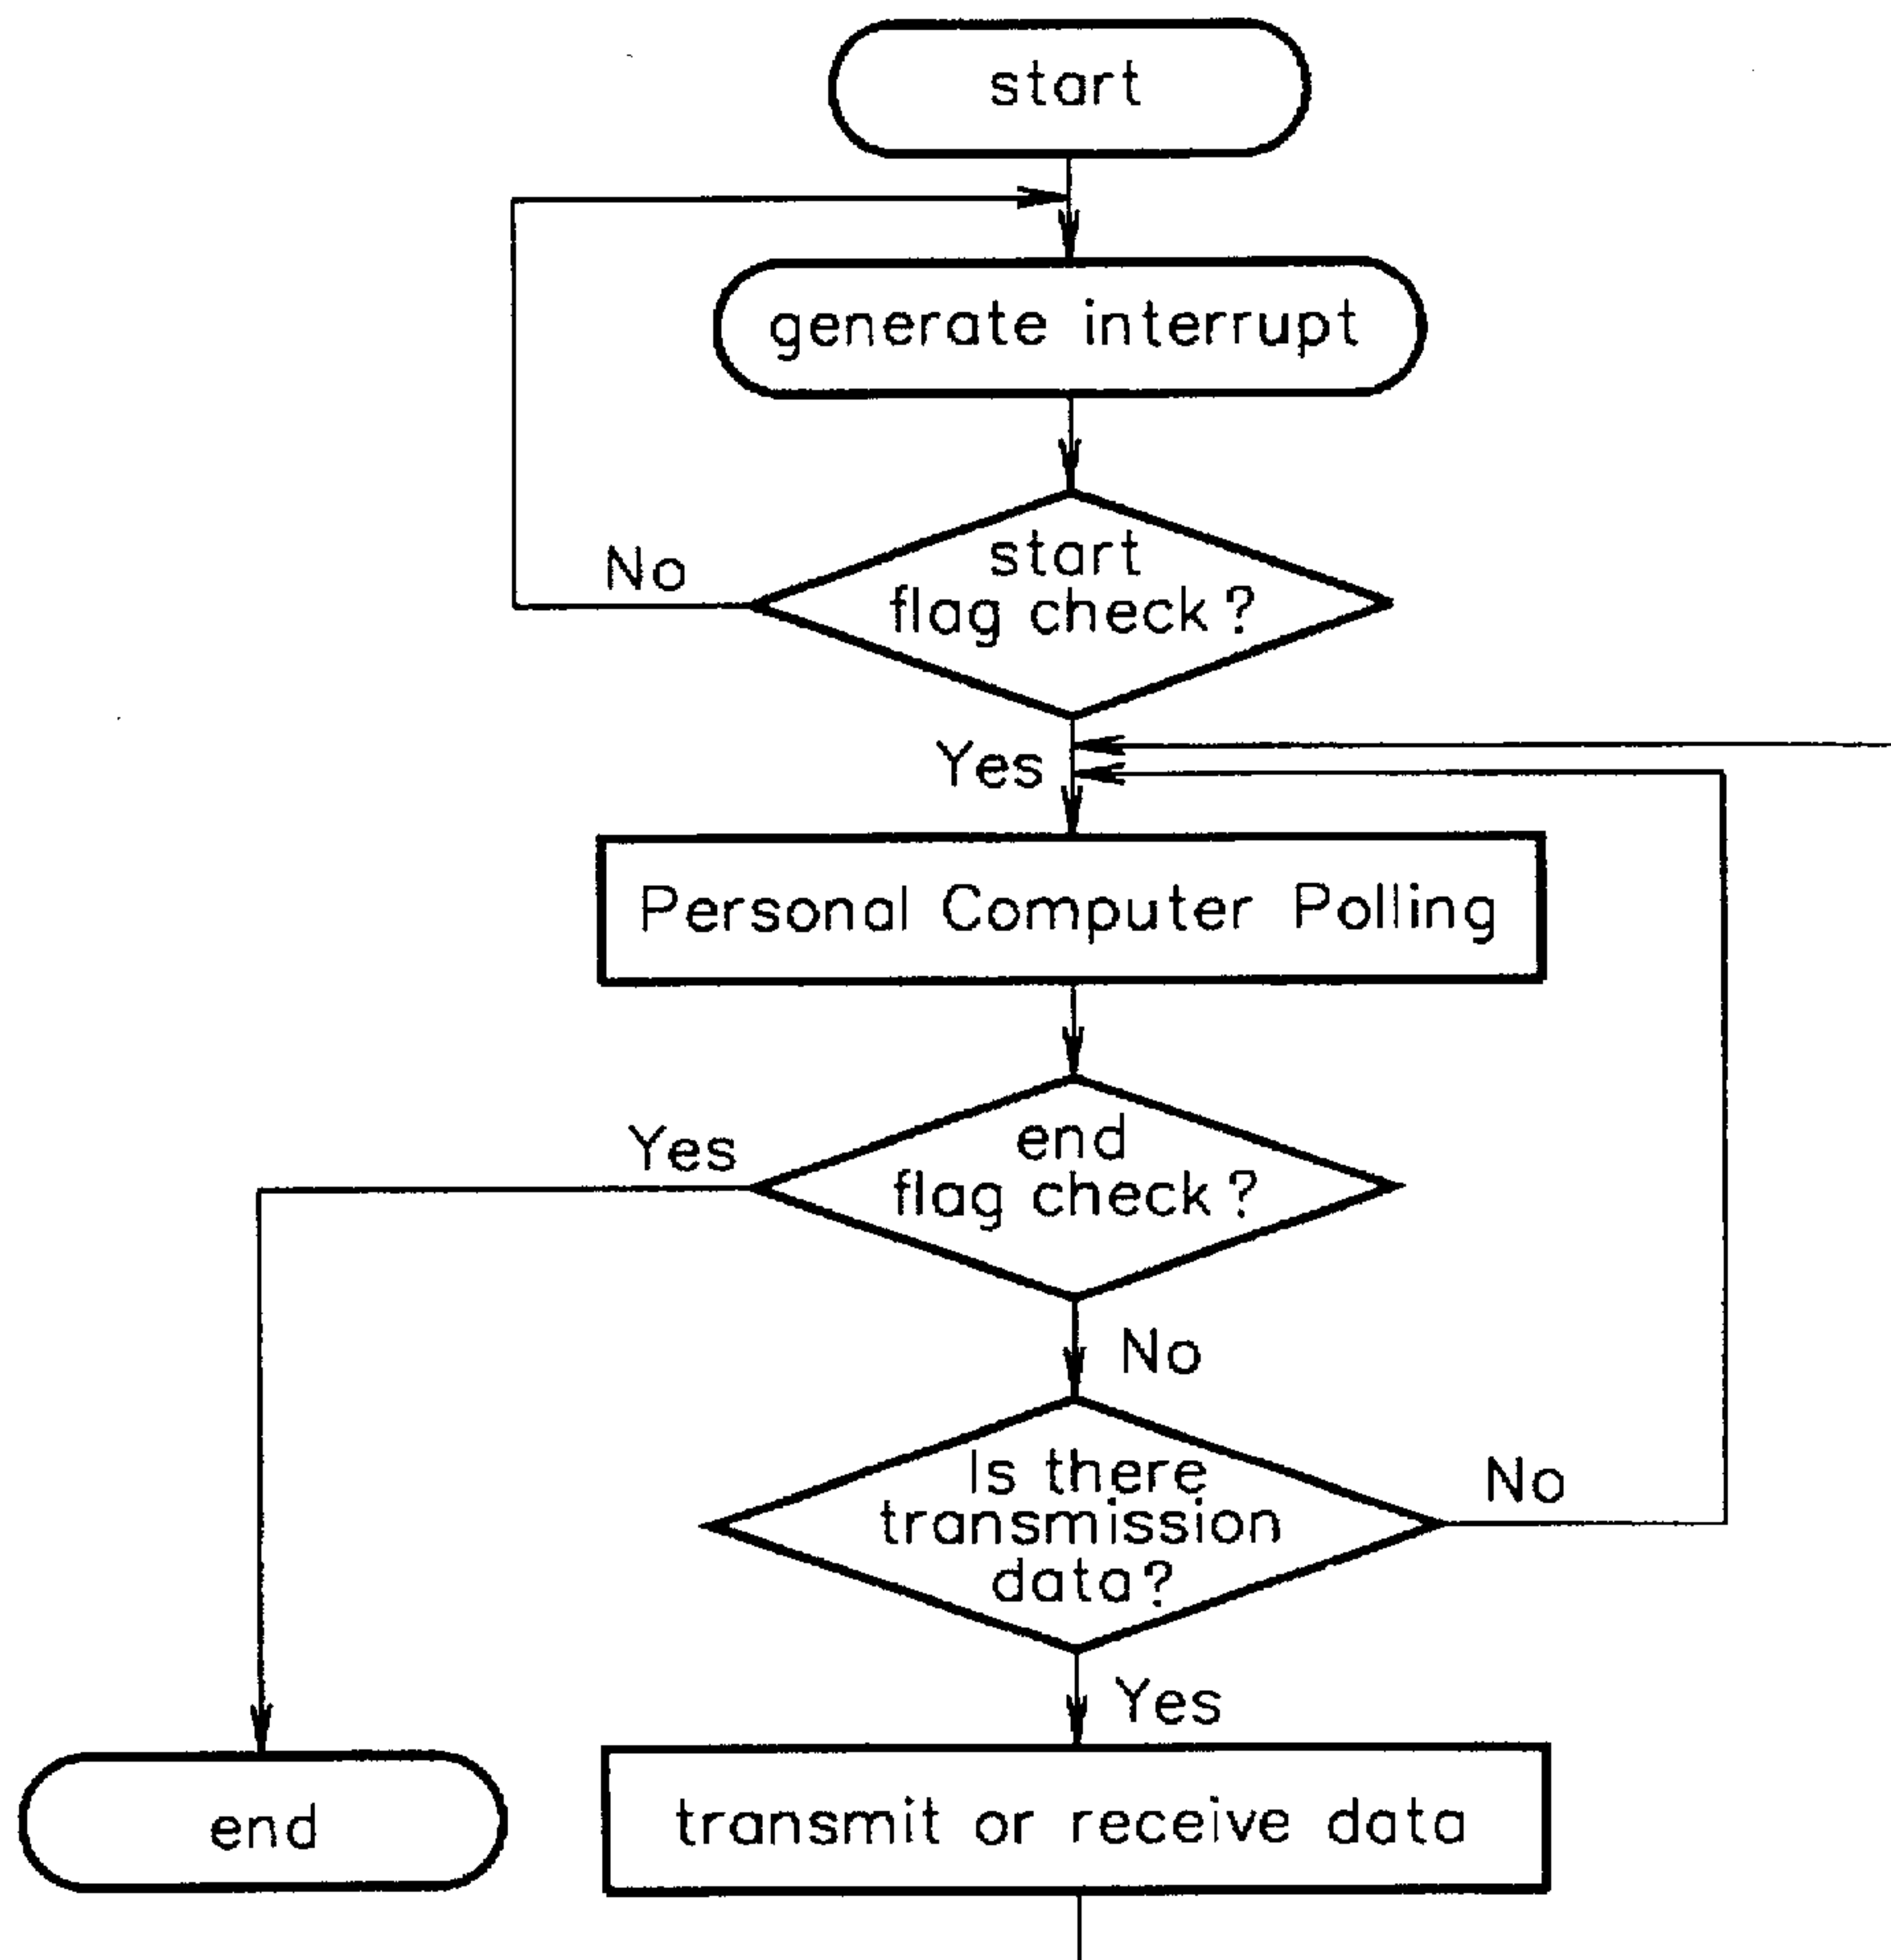 start
generate interrupt
start
flag check?
No
Yes
Personal Computer Polling
end
flag check?
Yes
No
Is there
transmission
data?
No
Yes
transmit or receive data
end